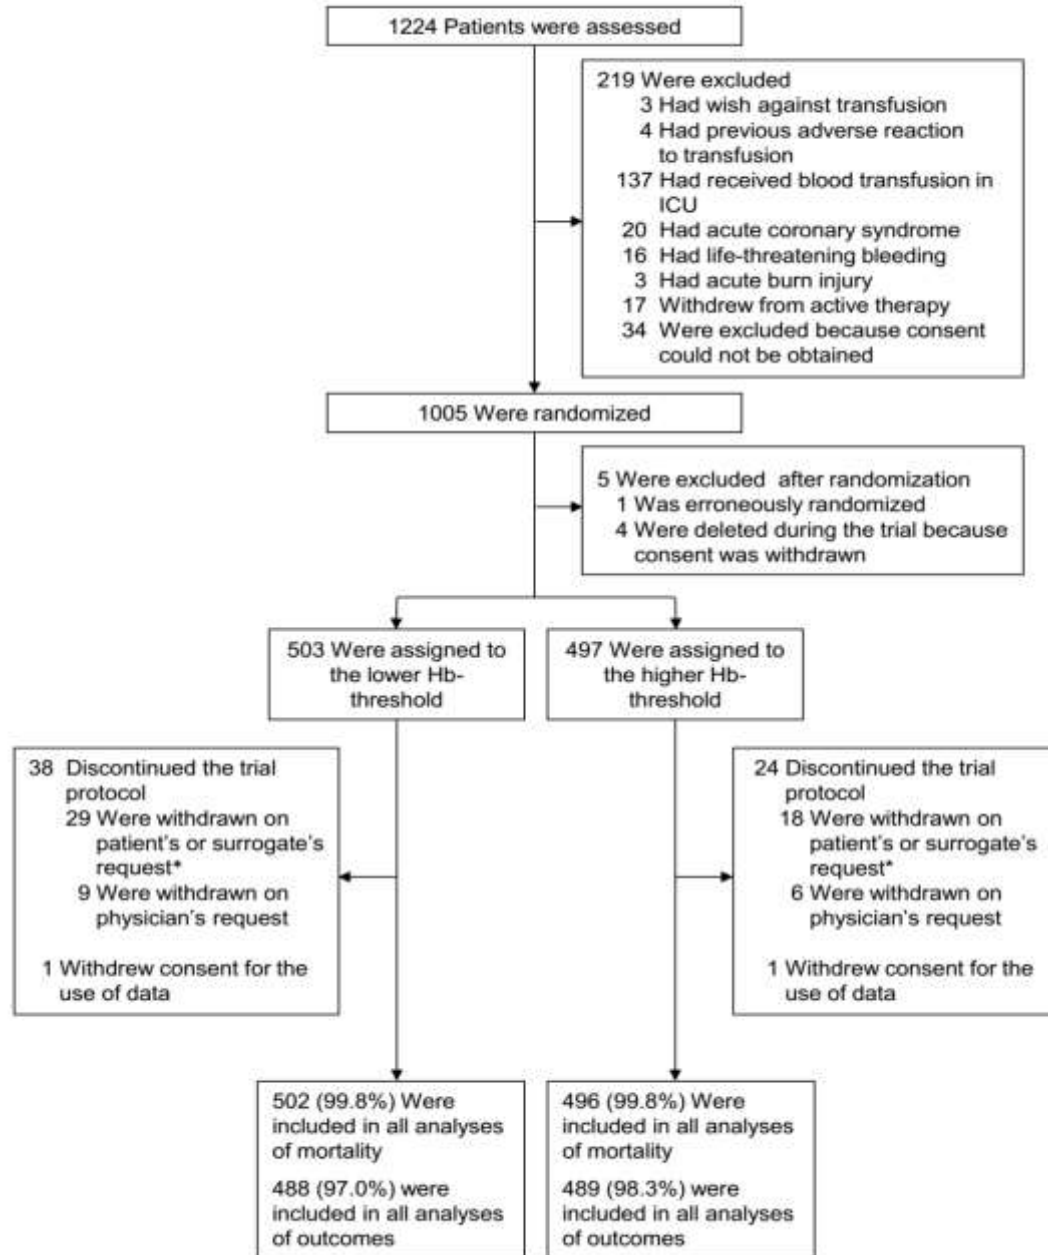 1224 Patients were assessed
219 Were excluded
3 Had wish against transfusion
4 Had previous adverse reaction
to transfusion
137 Had received blood transfusion in
ICU
20 Had acute coronary syndrome
16 Had life-threatening bleeding
3 Had acute burn injury
17 Withdrew from active therapy
34 Were excluded because consent
could not be obtained
1005 Were randomized
5 Were excluded after randomization
1 Was erroneously randomized
4 Were deleted during the trial because
consent was withdrawn
503 Were assigned to
the lower Hb-
threshold
497 Were assigned to
the higher Hb-
threshold
38 Discontinued the trial
protocol
29 Were withdrawn on
patient's or surrogate's
request*
9 Were withdrawn on
physician's request
1 Withdrew consent for the
use of data
24 Discontinued the trial
protocol
18 Were withdrawn on
patient's or surrogate's
request*
6 Were withdrawn on
physician's request
1 Withdrew consent for the
use of data
502 (99.8%) Were
included in all analyses
of mortality
488 (97.0%) were
included in all analyses
of outcomes
496 (99.8%) Were
included in all analyses
of mortality
489 (98.3%) were
included in all analyses
of outcomes